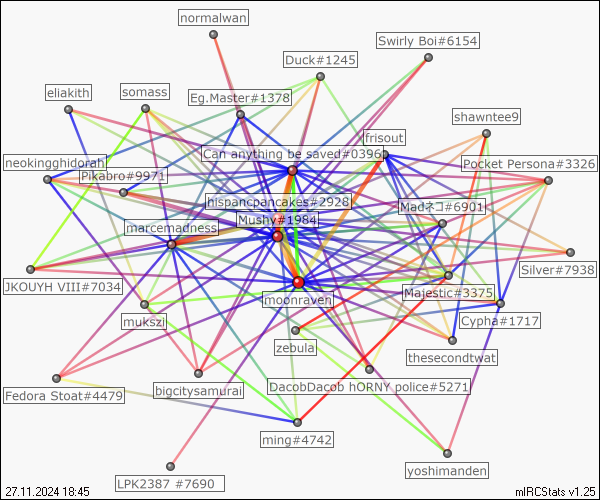 normalwan
Swirly Boi#6154
Duck#1245
eliakith
somass
Eg.Master#1378
shawntee9
frisout
Can anything be saved#0396
neokingghidorah
Pikabro#9971
Pocket Persona#3326
hispancpancakes#2928
Madネコ#6901
Mushy#1984
marcemadness
Silver#7938
JKOUYH VIII#7034
moonraven
Majestic#3375
mukszi
Cypha#1717
zebula
thesecondtwat
Fedora Stoat#4479
bigcitysamurai
DacobDacob hORNY police#5271
ming#4742
yoshimanden
LPK2387 #7690
27.11.2024 18:45
mIRCStats v1.25